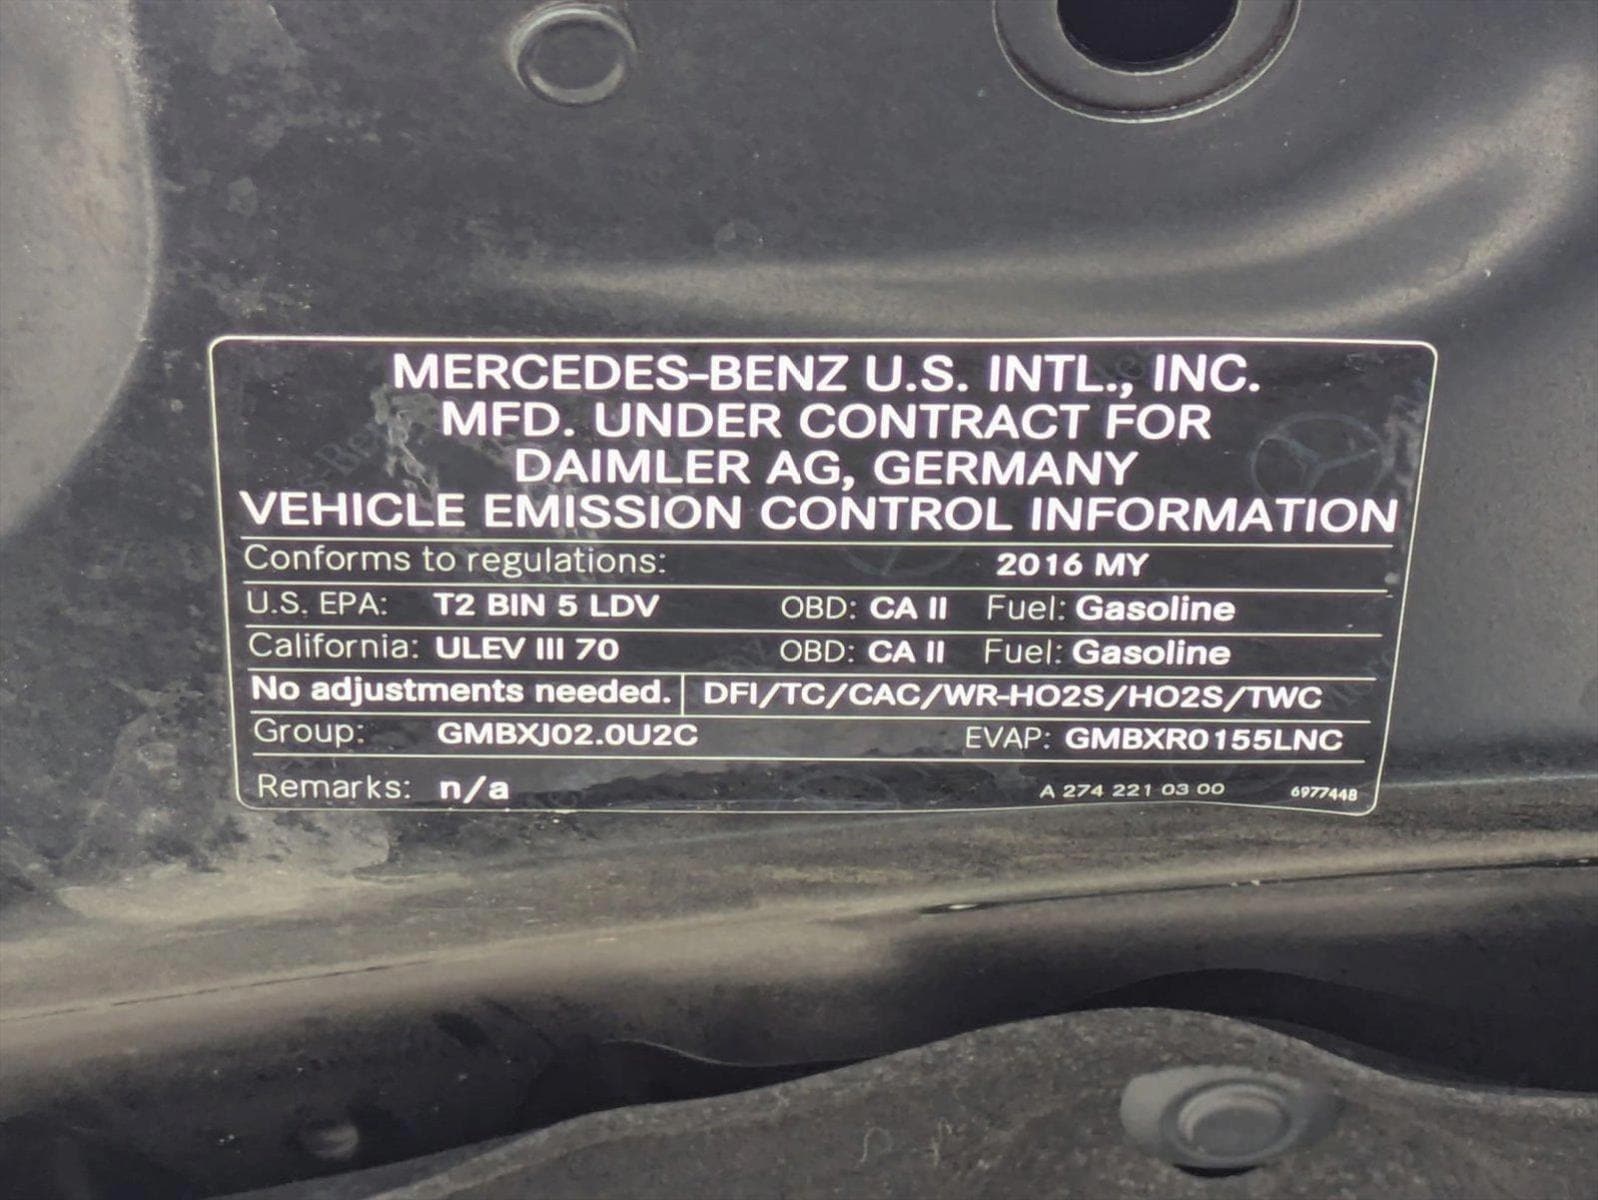 MERCEDES-BENZ U.S. INTL., INC.
MFD. UNDER CONTRACT FOR
DAIMLER AG, GERMANY
VEHICLE EMISSION CONTROL INFORMATION
Conforms to regulations: 2016 MY
U.S. EPA: T2 BIN 5 LDV OBD: CA II Fuel: Gasoline
California: ULEV III 70 OBD: CA II Fuel: Gasoline
No adjustments needed. DFI/TC/CAC/WR-HO2S/HO2S/TWC
Group: GMBXJ02.0U2C EVAP: GMBXR0155LNC
Remarks: n/a A 274 221 03 00 6977448